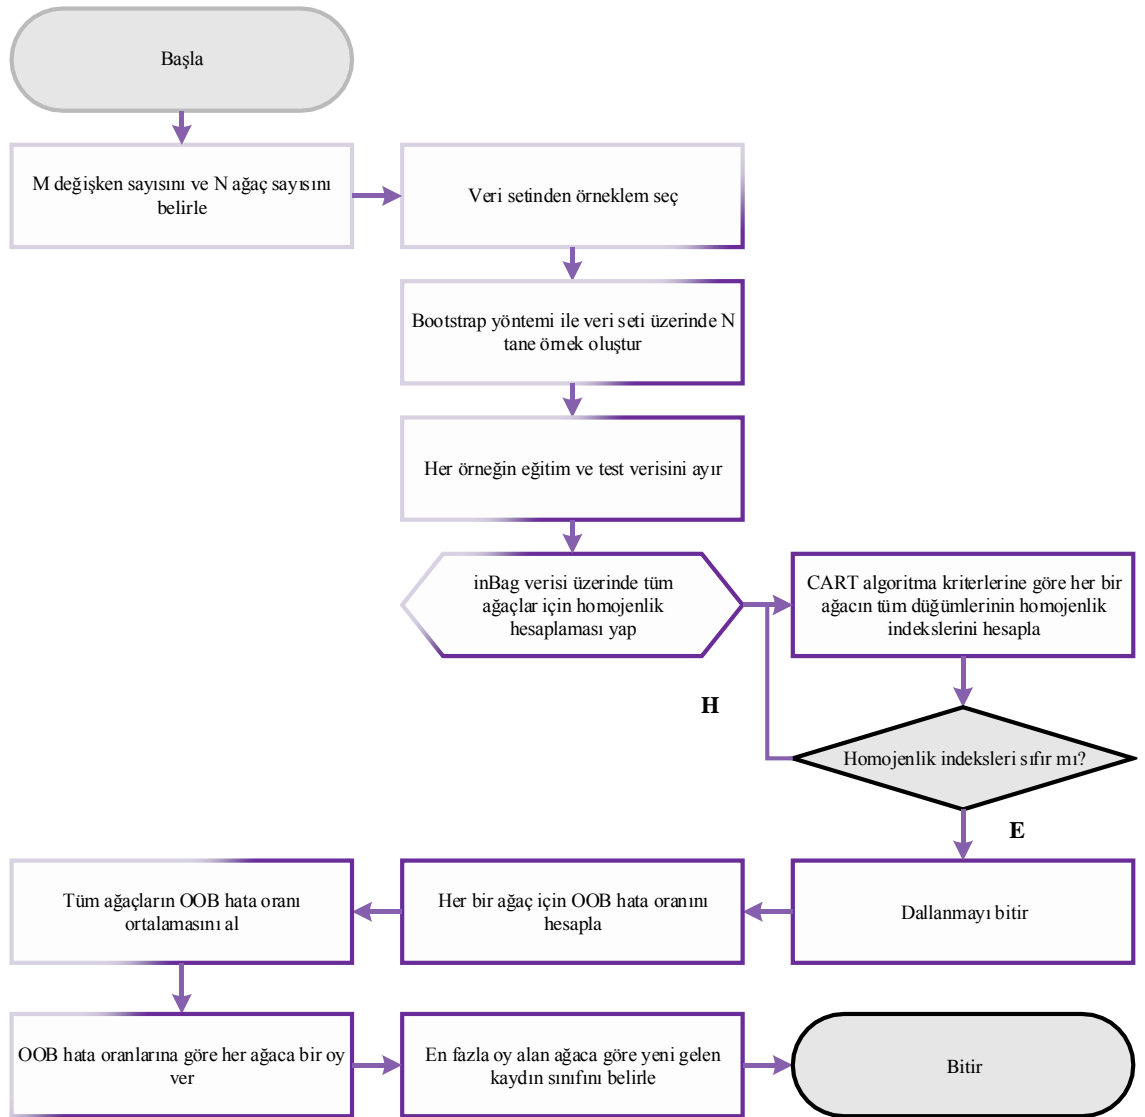 Başla
M değişken sayısını ve N ağaç sayısını
belirle
Veri setinden örneklem seç
Bootstrap yöntemi ile veri seti üzerinde N
tane örnek oluştur
Her örneğin eğitim ve test verisini ayır
inBag verisi üzerinde tüm
ağaçlar için homojenlik
hesaplaması yap
CART algoritma kriterlerine göre her bir
ağacın tüm düğümlerinin homojenlik
indekslerini hesapla
H
Homojenlik indeksleri sıfır mı?
E
Dallanmayı bitir
Her bir ağaç için OOB hata oranını
hesapla
Tüm ağaçların OOB hata oranı
ortalamasını al
OOB hata oranlarına göre her ağaca bir oy
ver
En fazla oy alan ağaca göre yeni gelen
kaydın sınıfını belirle
Bitir